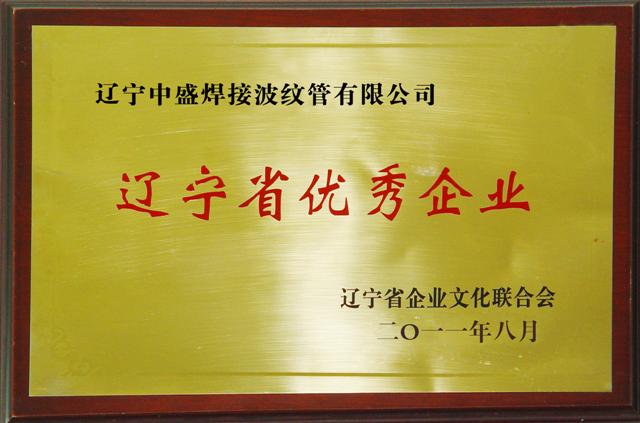 辽宁中盛焊接波纹管有限公司
辽宁省优秀企业
辽宁省企业文化联合会
二〇一一年八月